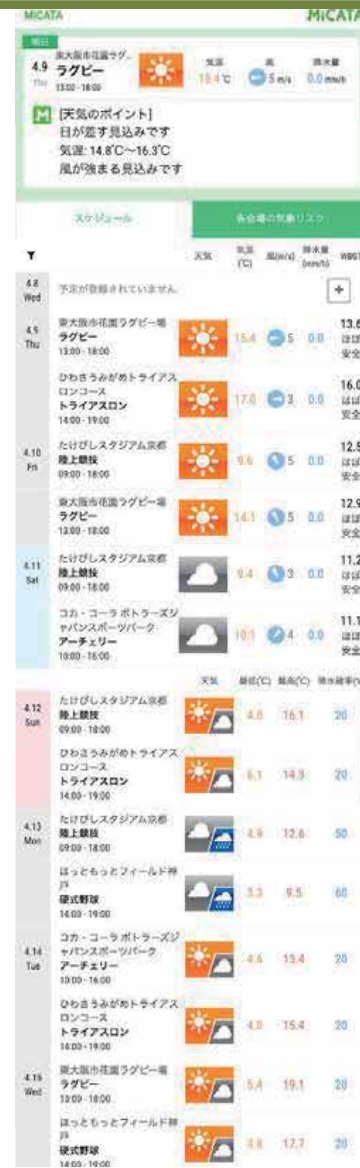 MiCATA
MiCATA
明日
4.9
Thu
東大阪市花園ラグ..
ラグビー
13:00 - 18:00
気温
風
降水量
5 m/s
0.0 mm/h
[天気のポイント]
日が差す見込みです
気温: 14.8℃～16.3℃
風が強まる見込みです
スケジュール
各会場の気象リスク
天気
気温
(℃)
風(m/s)
降水量
(mm/h)
WBGT
4.8
Wed
予定が登録されていません
+
4.9
Thu
東大阪市花園ラグビー場
ラグビー
13:00 - 18:00
15.4
5
0.0
13.6
ほぼ
安全
ひわさうみがめトライアス
ロンコース
トライアスロン
14:00 - 19:00
17.0
3
0.0
16.0
ほぼ
安全
4.10
Fri
たけびしスタジアム京都
陸上競技
09:00 - 18:00
9.6
5
0.0
12.5
ほぼ
安全
東大阪市花園ラグビー場
ラグビー
13:00 - 18:00
14.1
5
0.0
12.9
ほぼ
安全
4.11
Sat
たけびしスタジアム京都
陸上競技
09:00 - 18:00
9.4
3
0.0
11.2
ほぼ
安全
コカ・コーラ ボトラーズジ
ャパンスポーツパーク
アーチェリー
10:00 - 16:00
10.1
4
0.0
11.1
ほぼ
安全
天気
最低(℃)
最高(℃)
降水確率(%
4.12
Sun
たけびしスタジアム京都
陸上競技
09:00 - 18:00
4.0
16.1
20
ひわさうみがめトライアス
ロンコース
トライアスロン
14:00 - 19:00
6.1
14.3
20
4.13
Mon
たけびしスタジアム京都
陸上競技
09:00 - 18:00
4.9
12.6
50
ほっともっとフィールド神
戸
硬式野球
14:00 - 19:00
3.3
9.5
60
4.14
Tue
コカ・コーラ ボトラーズジ
ャパンスポーツパーク
アーチェリー
10:00 - 16:00
4.6
13.4
20
ひわさうみがめトライアス
ロンコース
トライアスロン
14:00 - 19:00
4.0
15.4
20
4.15
Wed
東大阪市花園ラグビー場
ラグビー
13:00 - 18:00
5.4
19.1
20
ほっともっとフィールド神
戸
硬式野球
14:00 - 19:00
17.7
20